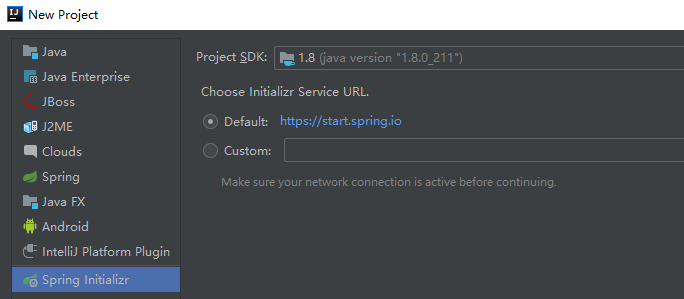 New Project
Java
Java Enterprise
JBoss
J2ME
Clouds
Spring
Java FX
Android
IntelliJ Platform Plugin
Spring Initializr
Project SDK: 1.8 (java version "1.8.0_211")
Choose Initializr Service URL.
Default: https://start.spring.io
Custom:
Make sure your network connection is active before continuing.